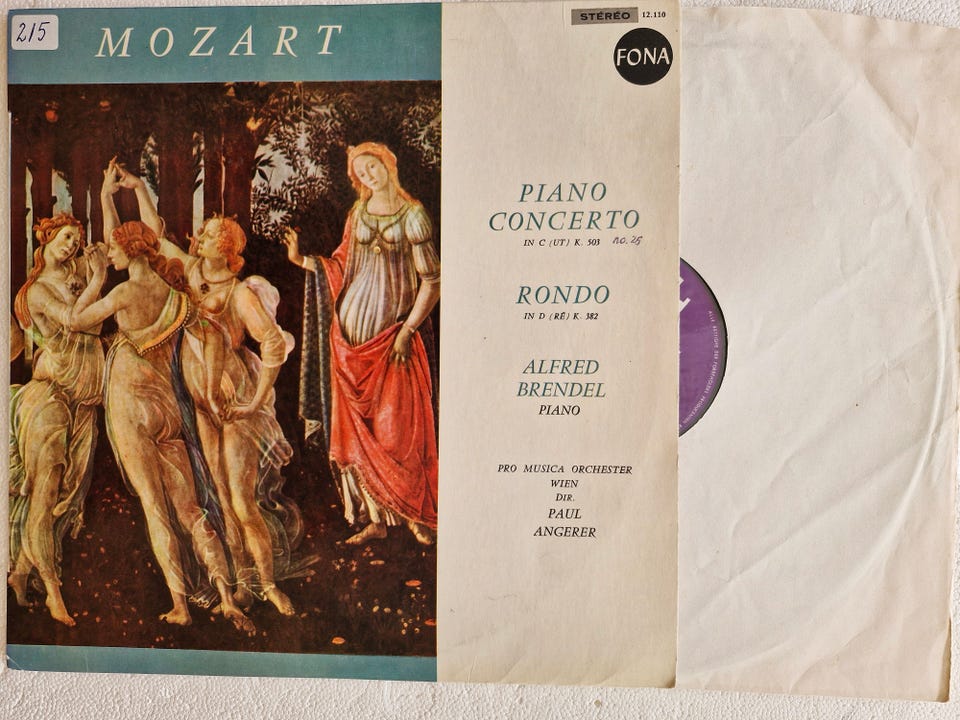 215
MOZART
STÉRÉO 12.110
FONA
PIANO
CONCERTO
IN C (UT) K. 503 no. 25
RONDO
IN D (RÉ) K. 382
ALFRED
BRENDEL
PIANO
PRO MUSICA ORCHESTER
WIEN
DIR.
PAUL
ANGERER